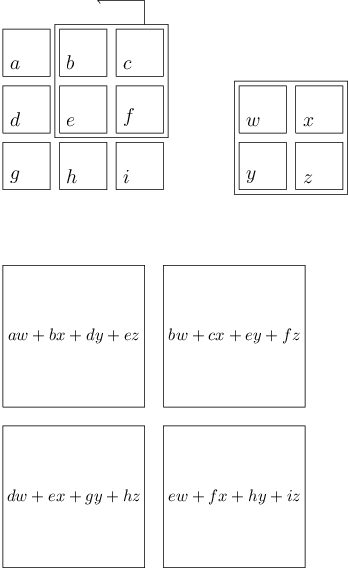 a b c
w x
d e f
y z
g h i
aw + bx + dy + ez
bw + cx + ey + fz
dw + ex + gy + hz
ew + fx + hy + iz